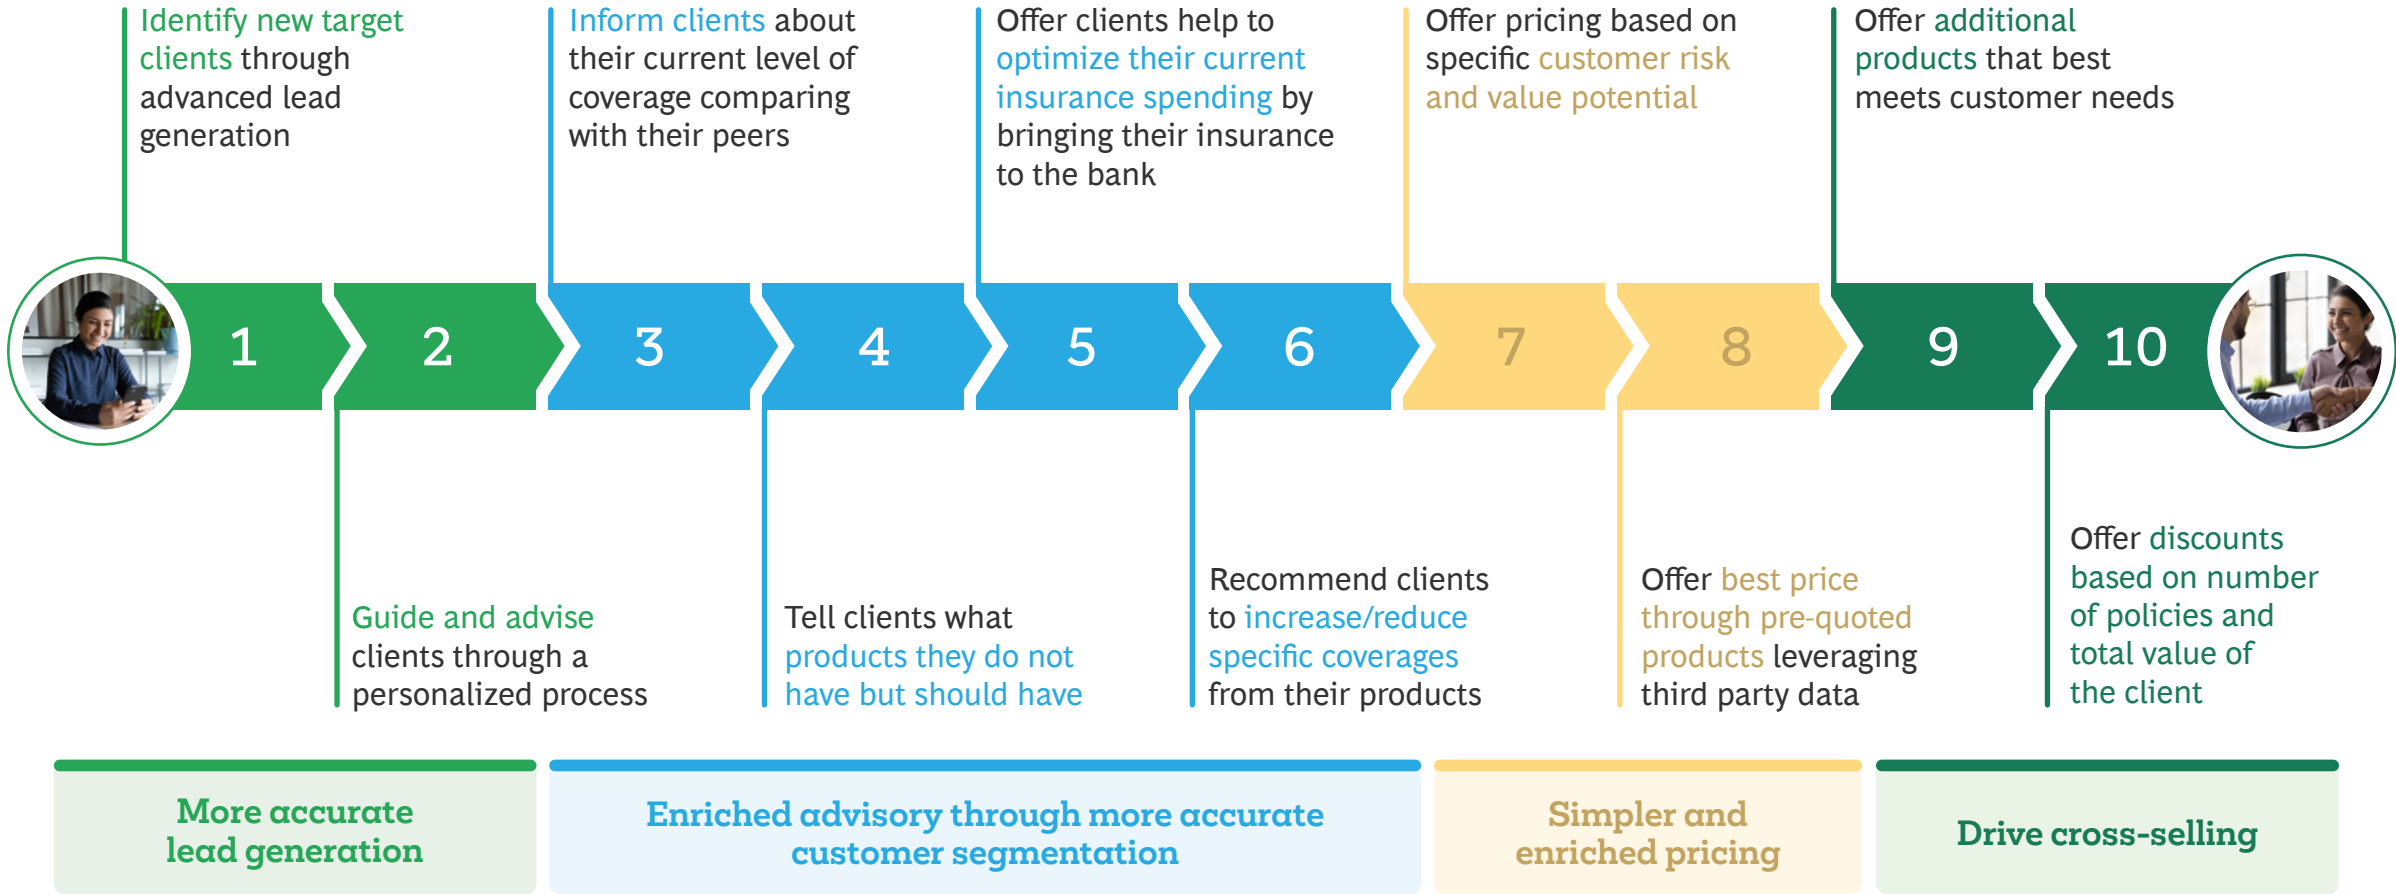 Identify new target
clients through
advanced lead
generation
Inform clients about
their current level of
coverage comparing
with their peers
Offer clients help to
optimize their current
insurance spending by
bringing their insurance
to the bank
Offer pricing based on
specific customer risk
and value potential
Offer additional
products that best
meets customer needs
1
2
3
4
5
6
7
8
9
10
Guide and advise
clients through a
personalized process
Tell clients what
products they do not
have but should have
Recommend clients
to increase/reduce
specific coverages
from their products
Offer best price
through pre-quoted
products leveraging
third party data
Offer discounts
based on number
of policies and
total value of
the client
More accurate
lead generation
Enriched advisory through more accurate
customer segmentation
Simpler and
enriched pricing
Drive cross-selling